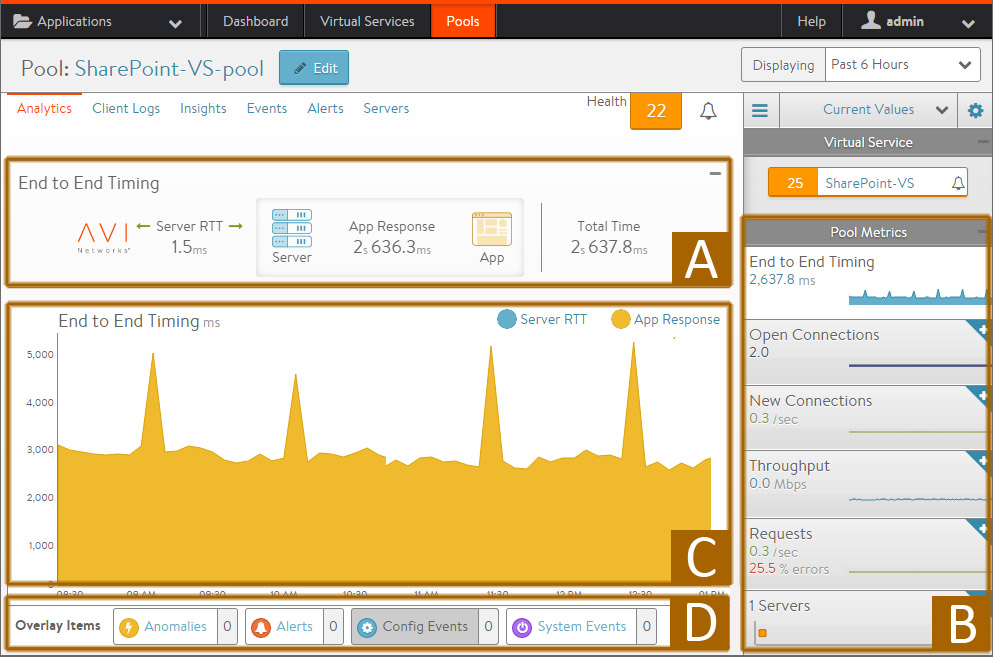 Applications Dashboard Virtual Services Pools Help admin
Pool: SharePoint-VS-pool Edit Displaying Past 6 Hours
Analytics Client Logs Insights Events Alerts Servers Health 22
Current Values
Virtual Service
25 SharePoint-VS
End to End Timing
AVI
Networks
Server RTT
1.5ms
Server
App Response
2s 636.3ms
App
Total Time
2s 637.8ms
A
Pool Metrics
End to End Timing
2,637.8 ms
Open Connections
2.0
New Connections
0.3 /sec
Throughput
0.0 Mbps
Requests
0.3 /sec
25.5 % errors
1 Servers
B
End to End Timing ms
Server RTT App Response
5,000
4,000
3,000
2,000
1,000
0
08:30 09 AM 09:30 10 AM 10:30 11 AM 11:30 12 PM 12:30 01 PM
C
Overlay Items Anomalies 0 Alerts 0 Config Events 0 System Events 0
D